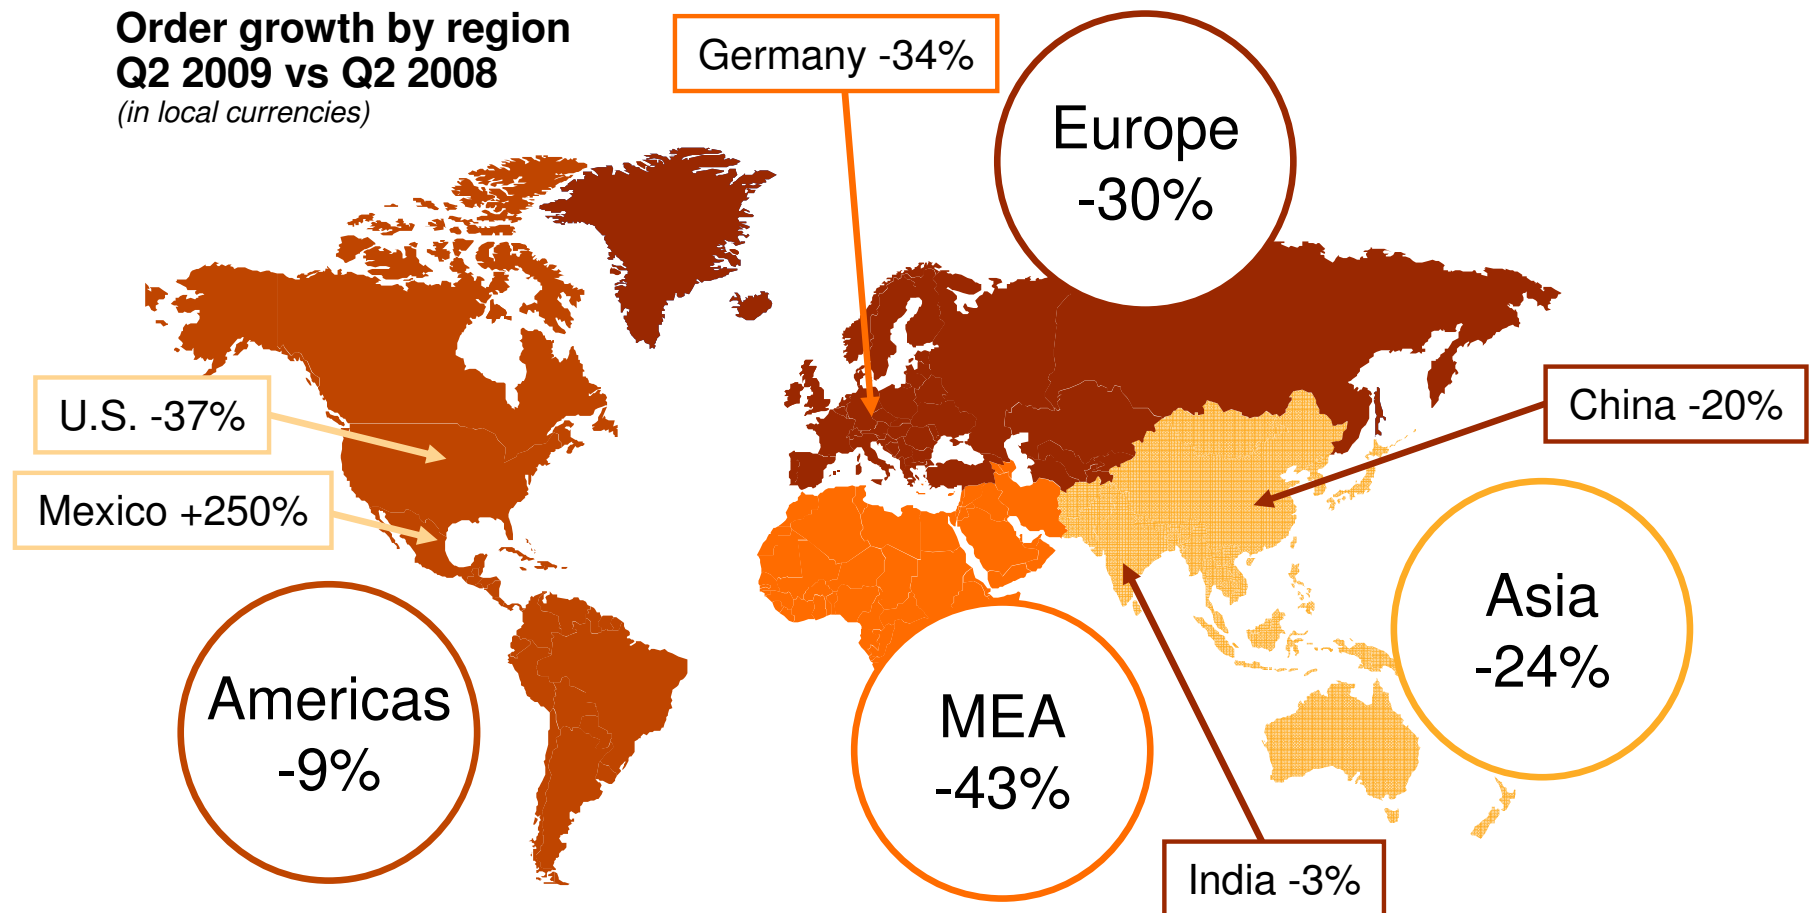 Order growth by region
Q2 2009 vs Q2 2008
(in local currencies)
Germany -34%
Europe
-30%
U.S. -37%
China -20%
Mexico +250%
Asia
-24%
Americas
-9%
MEA
-43%
India -3%